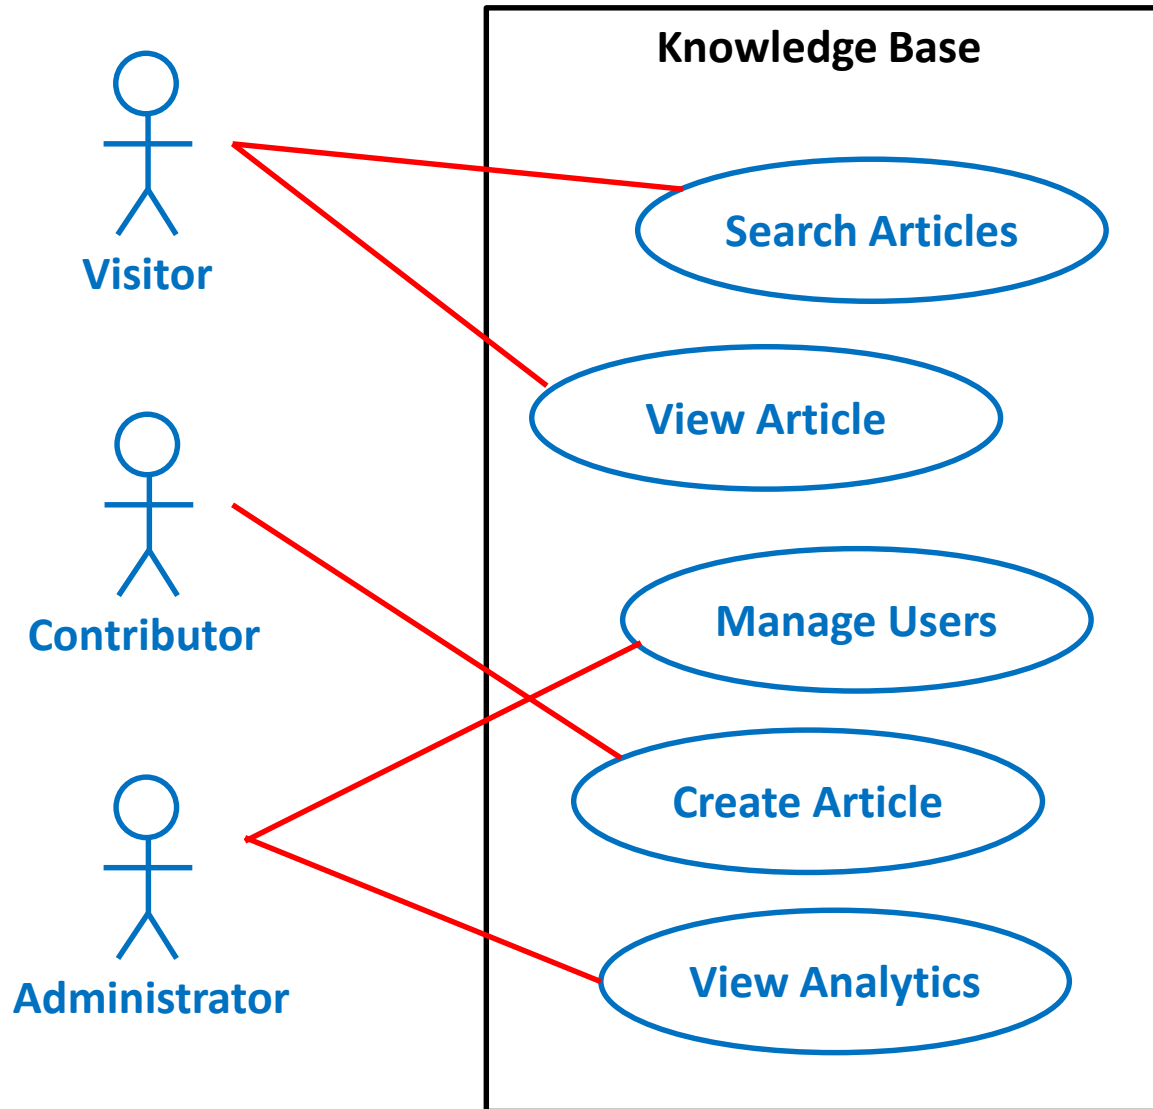 Knowledge Base
Visitor
Search Articles
View Article
Contributor
Manage Users
Create Article
Administrator
View Analytics